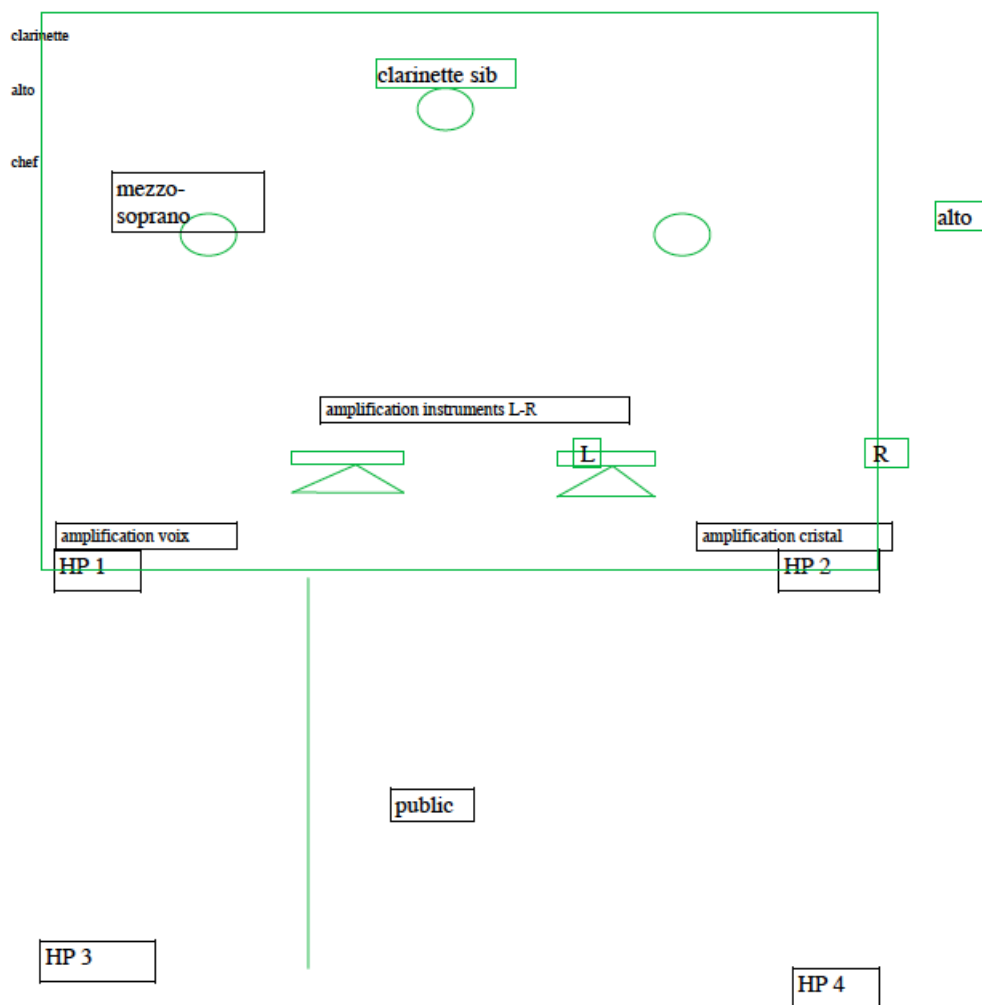 clarinette
clarinette sib
alto
chef
mezzo-
soprano
alto
amplification instruments L-R
L
R
amplification voix
amplification cristal
HP 1
HP 2
public
HP 3
HP 4